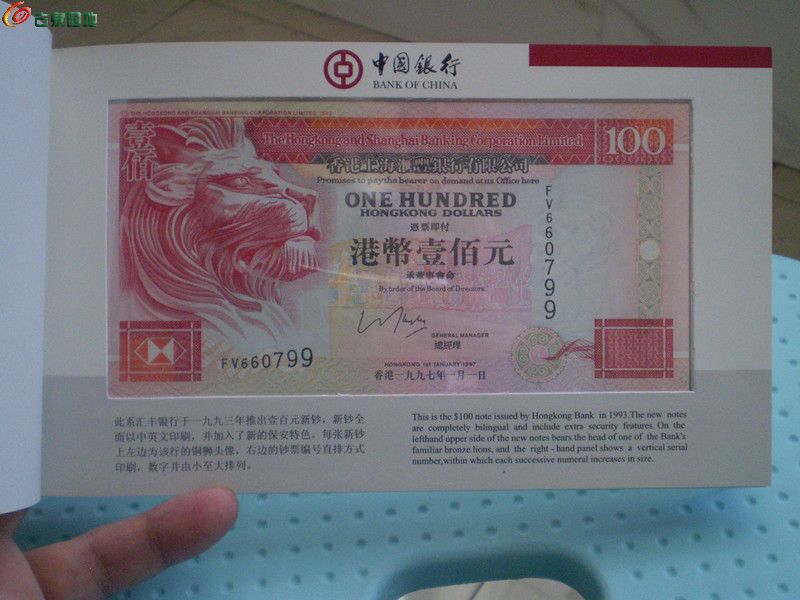 古泉园地
中国银行
BANK OF CHINA
THE HONGKONG AND SHANGHAI BANKING CORPORATION LIMITED
壹佰
The Hongkong and Shanghai Banking Corporation Limited
100
香港上海汇丰銀行有限公司
Promises to pay the bearer on demand at its Office here
ONE HUNDRED
HONGKONG DOLLARS
憑票即付
港幣壹佰元
承董事會命
By order of the Board of Directors
FV660799
GENERAL MANAGER
總經理
FV660799
HONGKONG 1st JANUARY 1997
香港一九九七年一月一日
此系汇丰银行于一九九三年推出壹百元新钞，新钞全
面以中英文印刷，并加入了新的保安特色。每张新钞
上左边为该行的铜狮头像，右边的钞票编号直排方式
印刷，数字并由小至大排列。
This is the $100 note issued by Hongkong Bank in 1993.The new notes
are completely bilingual and include extra security features. On the
lefthand upper side of the new notes bears the head of one of the Bank's
familiar bronze lions, and the right - hand panel shows a vertical serial
number,within which each successive numeral increases in size.